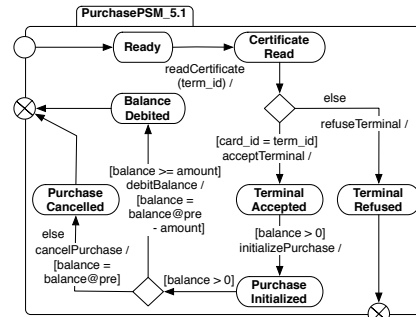 PurchasePSM_5.1
Ready
Certificate
Read
readCertificate
(term_id) /
Balance
Debited
else
refuseTerminal /
[card_id = term_id]
acceptTerminal /
[balance >= amount]
debitBalance /
[balance =
balance@pre
- amount]
Purchase
Cancelled
Terminal
Accepted
Terminal
Refused
else
cancelPurchase /
[balance =
balance@pre]
[balance > 0]
initializePurchase /
[balance > 0]
Purchase
Initialized